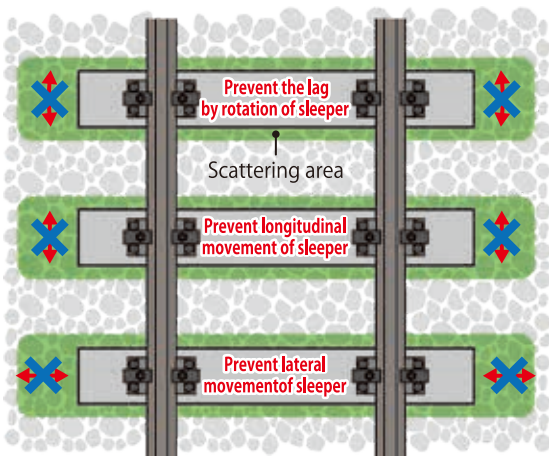 Prevent the lag
by rotation of sleeper
Scattering area
Prevent longitudinal
movement of sleeper
Prevent lateral
movementof sleeper